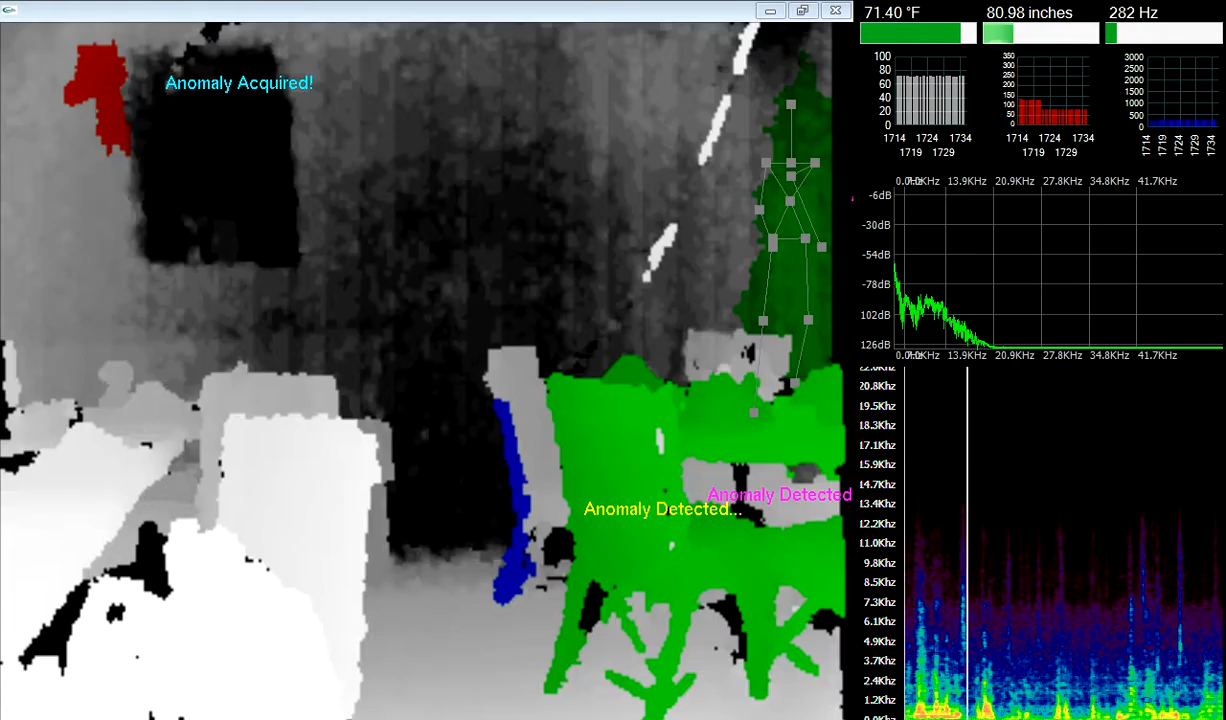 71.40 °F
80.98 inches
282 Hz
Anomaly Acquired!
100
80
60
40
20
0
1714 1724 1734
1719 1729
350
300
250
200
150
100
50
0
1714 1724 1734
1719 1729
3000
2500
2000
1500
1000
500
0
1714
1719
1724
1729
1734
13.9KHz 20.9KHz 27.8KHz 34.8KHz 41.7KHz
-6dB
-30dB
-54dB
-78dB
102dB
126dB
13.9KHz 20.9KHz 27.8KHz 34.8KHz 41.7KHz
Anomaly Detected
Anomaly Detected...
22.0Khz
20.8Khz
19.5Khz
18.3Khz
17.1Khz
15.9Khz
14.7Khz
13.4Khz
12.2Khz
11.0Khz
9.8Khz
8.5Khz
7.3Khz
6.1Khz
4.9Khz
3.7Khz
2.4Khz
1.2Khz
0.0Khz